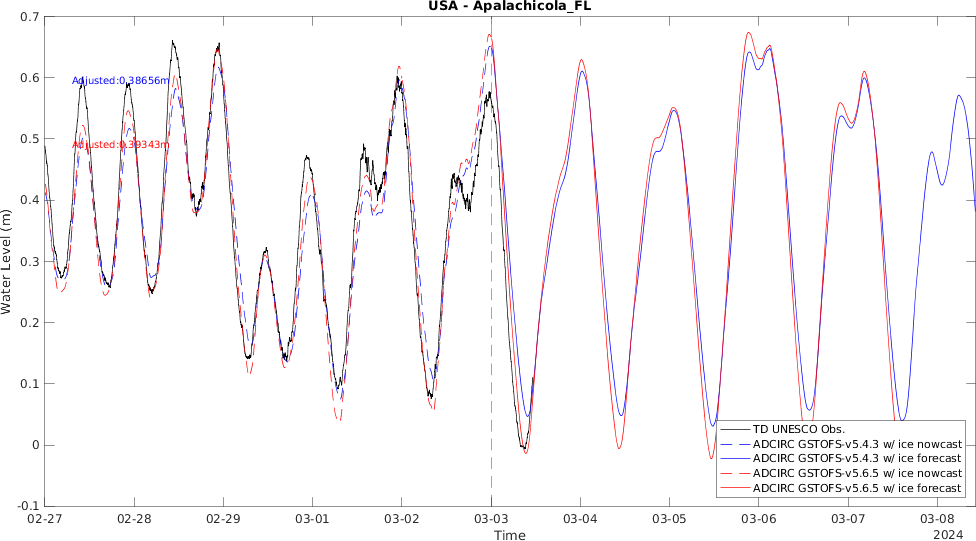 USA - Apalachicola_FL
0.7
0.6
0.5
0.4
0.3
0.2
0.1
0
-0.1
Water Level (m)
Adjusted:0.38656m
Adjusted:0.39343m
TD UNESCO Obs.
ADCIRC GSTOFS-v5.4.3 w/ ice nowcast
ADCIRC GSTOFS-v5.4.3 w/ ice forecast
ADCIRC GSTOFS-v5.6.5 w/ ice nowcast
ADCIRC GSTOFS-v5.6.5 w/ ice forecast
02-27 02-28 02-29 03-01 03-02 03-03 03-04 03-05 03-06 03-07 03-08
Time
2024